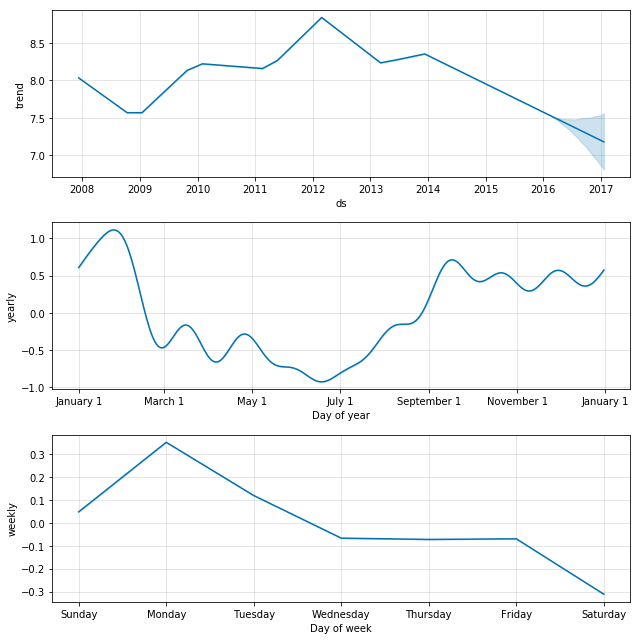 8.5
8.0
7.5
7.0
trend
2008 2009 2010 2011 2012 2013 2014 2015 2016 2017
ds
1.0
0.5
0.0
−0.5
−1.0
yearly
January 1 March 1 May 1 July 1 September 1 November 1 January 1
Day of year
0.3
0.2
0.1
0.0
−0.1
−0.2
−0.3
weekly
Sunday Monday Tuesday Wednesday Thursday Friday Saturday
Day of week